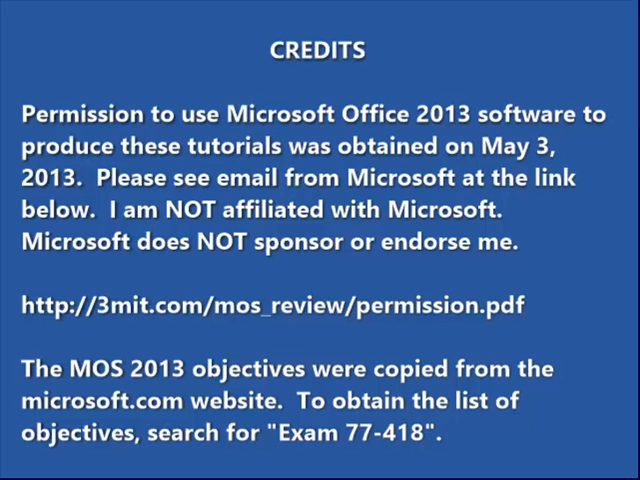 CREDITS
Permission to use Microsoft Office 2013 software to
produce these tutorials was obtained on May 3,
2013.  Please see email from Microsoft at the link
below.  I am NOT affiliated with Microsoft.
Microsoft does NOT sponsor or endorse me.
http://3mit.com/mos_review/permission.pdf
The MOS 2013 objectives were copied from the
microsoft.com website.  To obtain the list of
objectives, search for "Exam 77-418".